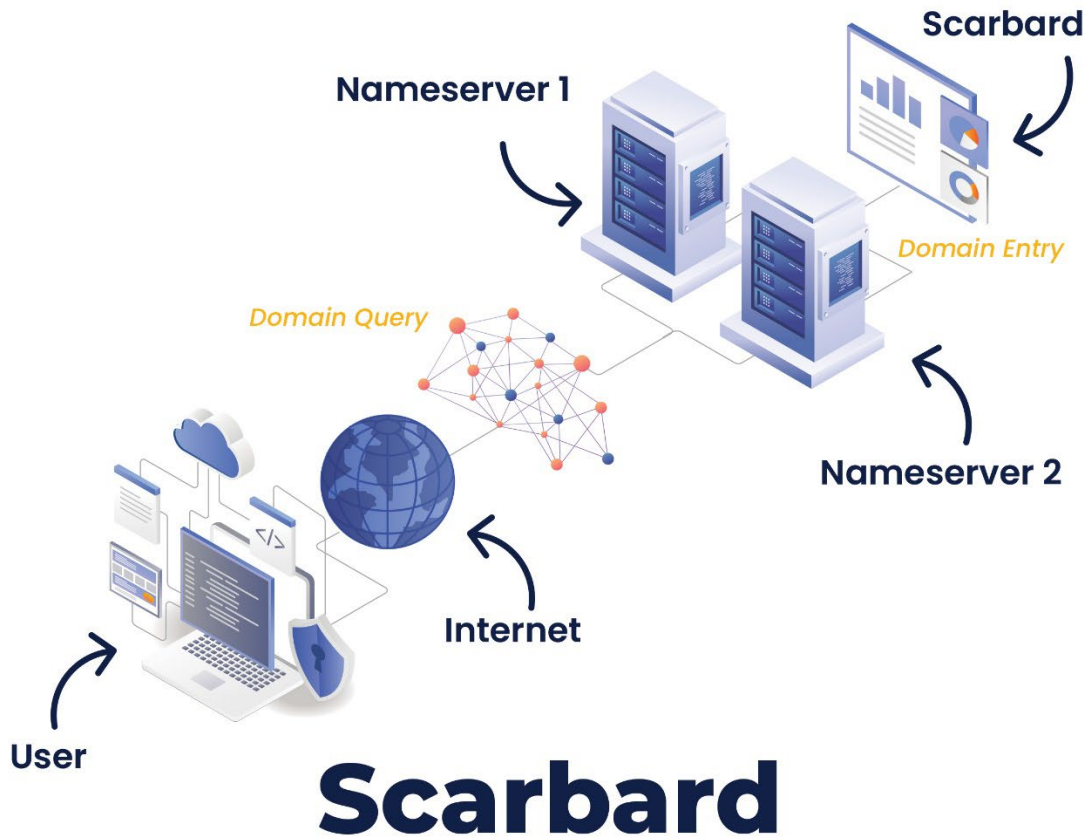 Scarbard
Nameserver 1
Domain Entry
Domain Query
Nameserver 2
</>
Internet
User
Scarbard